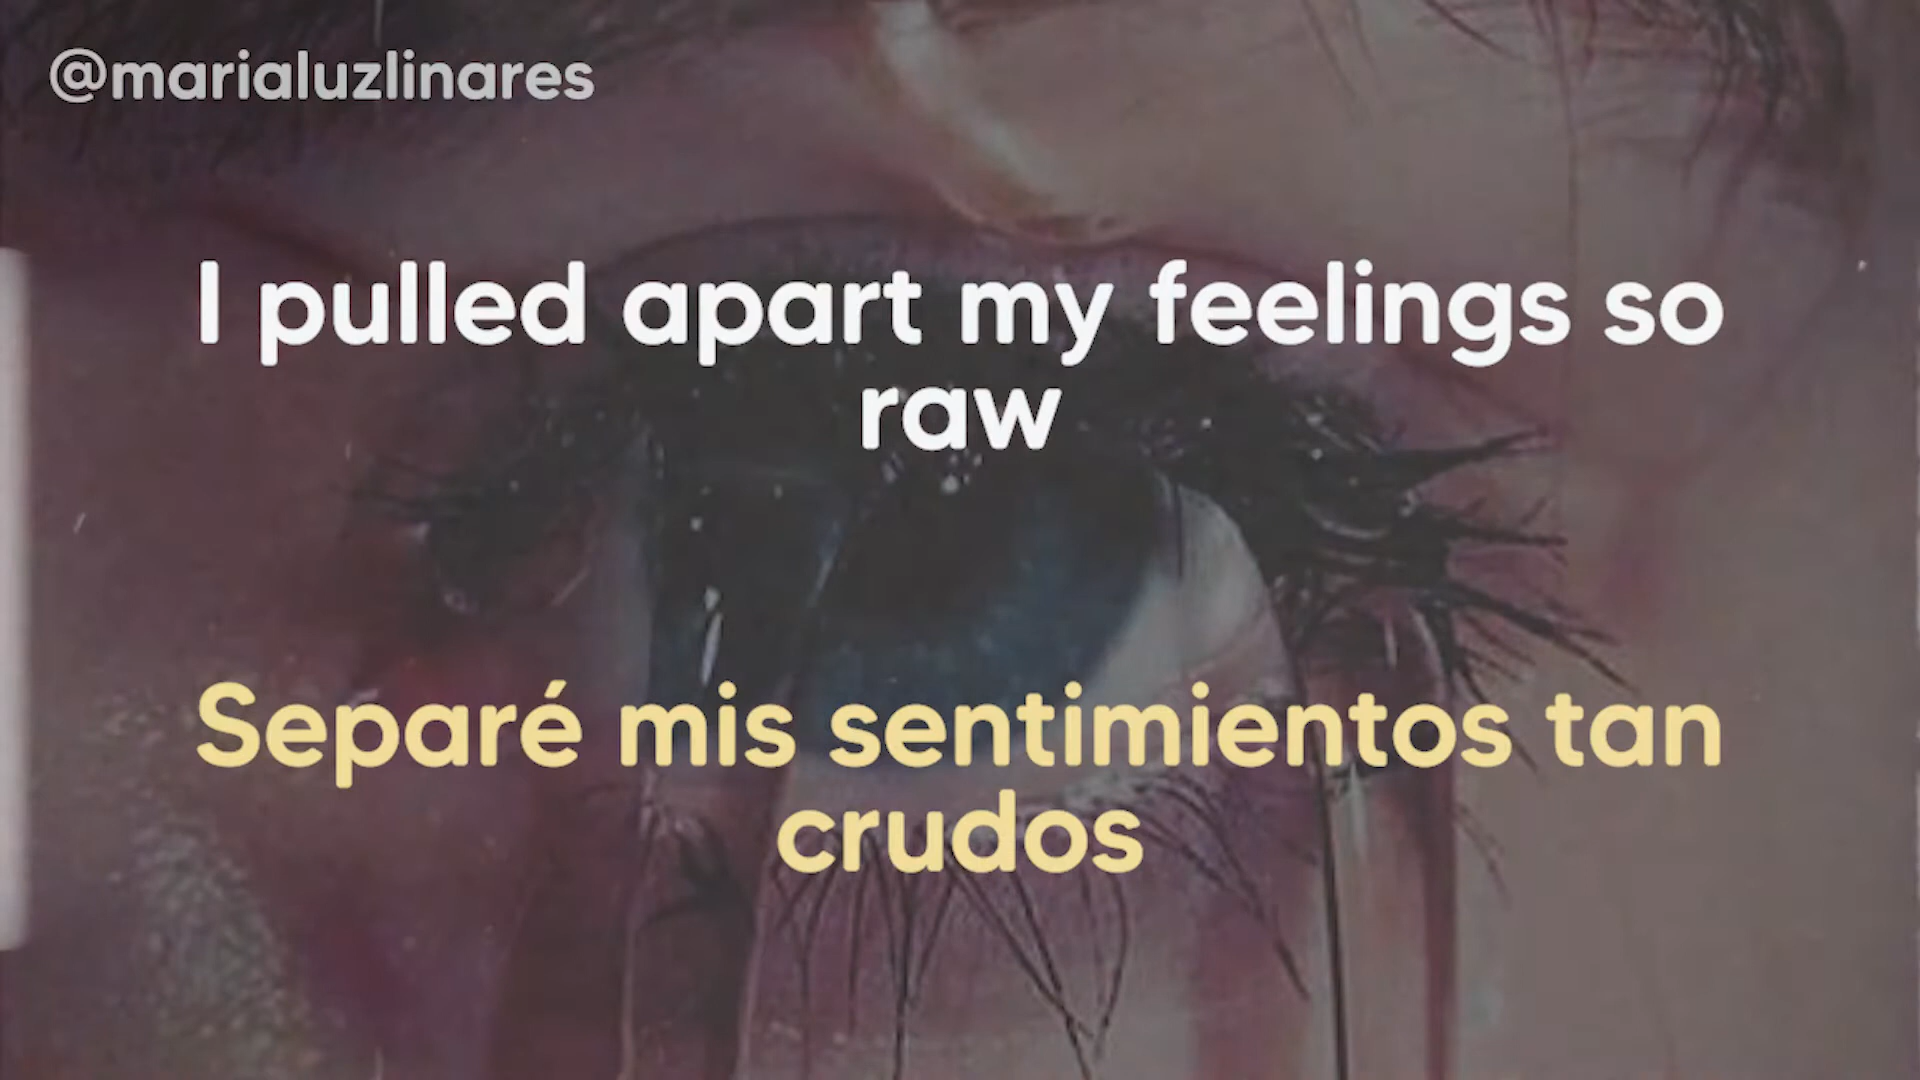 @marialuzlinares
I pulled apart my feelings so
raw
Separé mis sentimientos tan
crudos